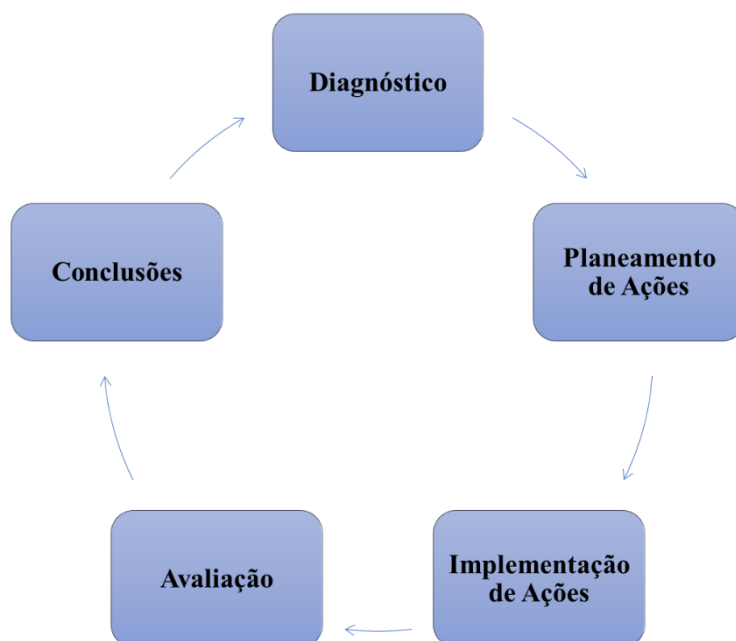 Diagnóstico
Planeamento
de Ações
Implementação
de Ações
Avaliação
Conclusões